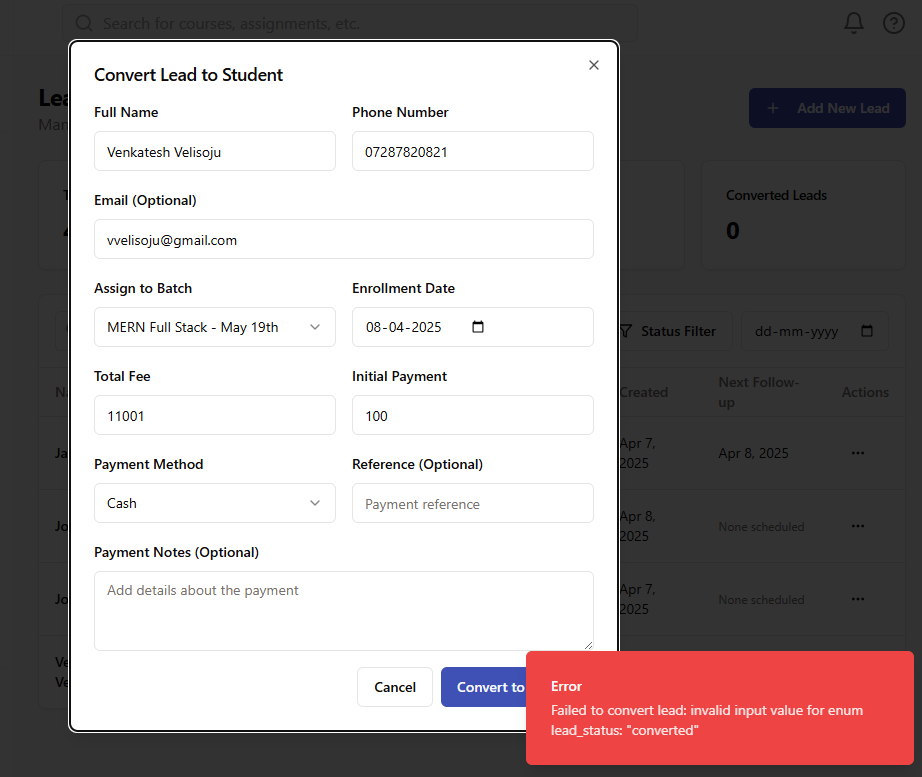 Search for courses, assignments, etc.
Convert Lead to Student
Add New Lead
Full Name
Phone Number
Venkatesh Velisoju
07287820821
Converted Leads
0
Email (Optional)
vvelisoju@gmail.com
Assign to Batch
Enrollment Date
MERN Full Stack - May 19th
08-04-2025
Status Filter
dd-mm-yyyy
Total Fee
Initial Payment
Created
Next Follow-
up
Actions
11001
100
Apr 7,
2025
Apr 8, 2025
Payment Method
Reference (Optional)
Cash
Payment reference
Apr 8,
2025
None scheduled
Payment Notes (Optional)
Add details about the payment
Apr 7,
2025
None scheduled
Cancel
Convert to
Error
Failed to convert lead: invalid input value for enum
lead_status: "converted"